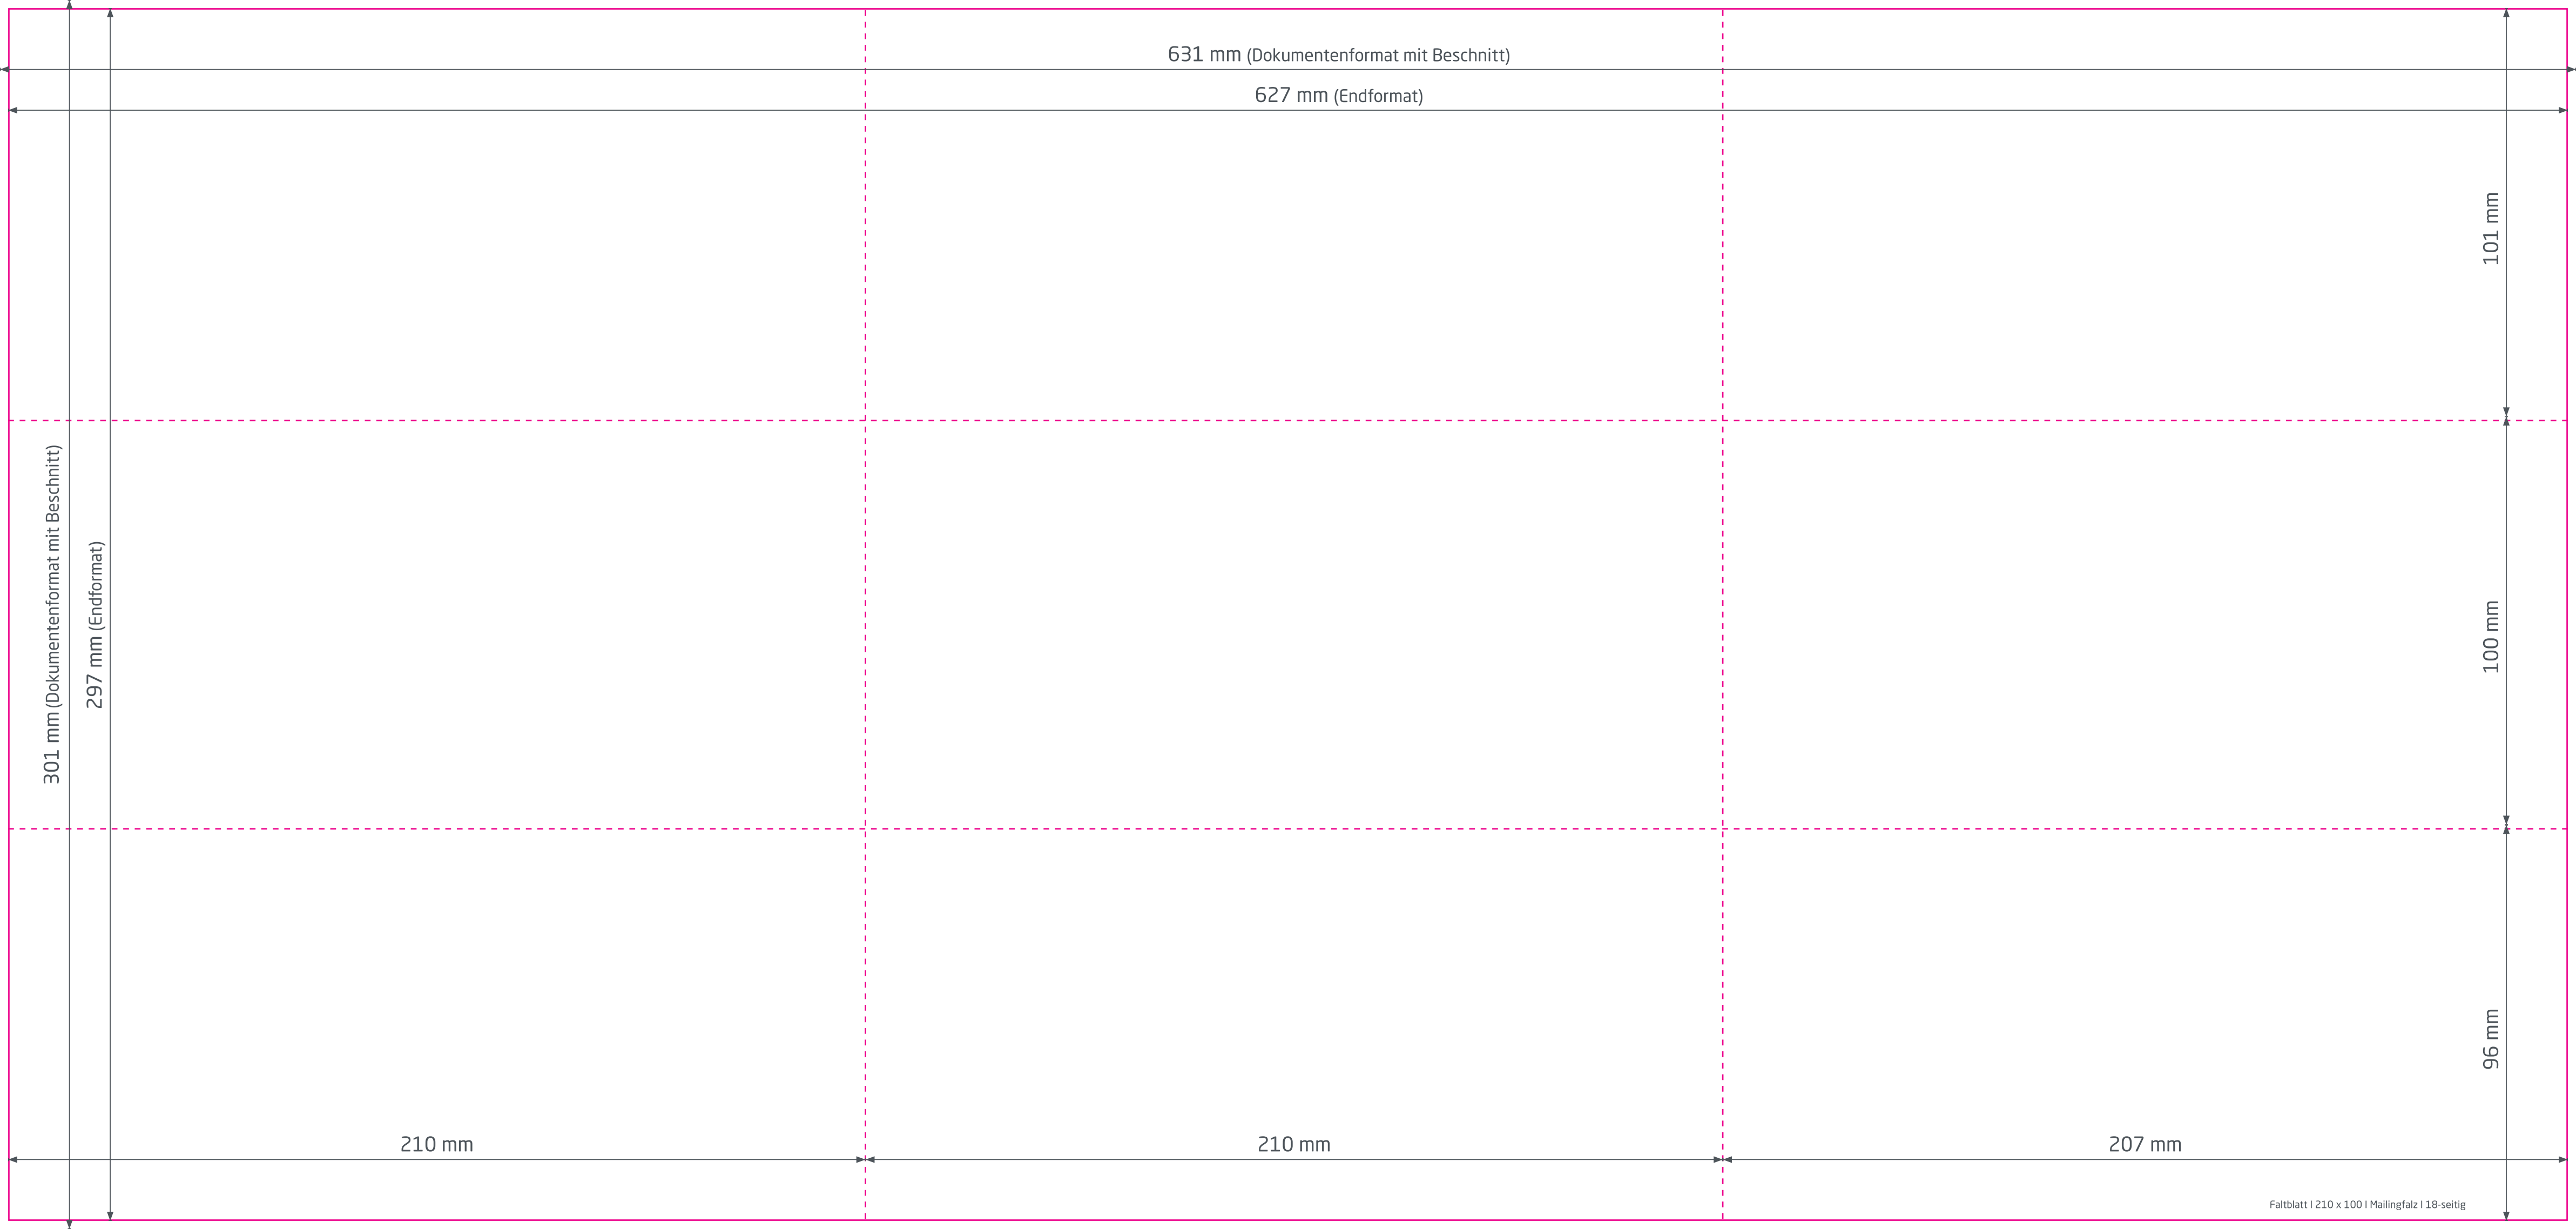 631 mm (Dokumentenformat mit Beschnitt)
627 mm (Endformat)
101 mm
301 mm (Dokumentenformat mit Beschnitt)
297 mm (Endformat)
100 mm
96 mm
210 mm
210 mm
207 mm
Faltblatt I 210 x 100 I Mailingfalz I 18-seitig